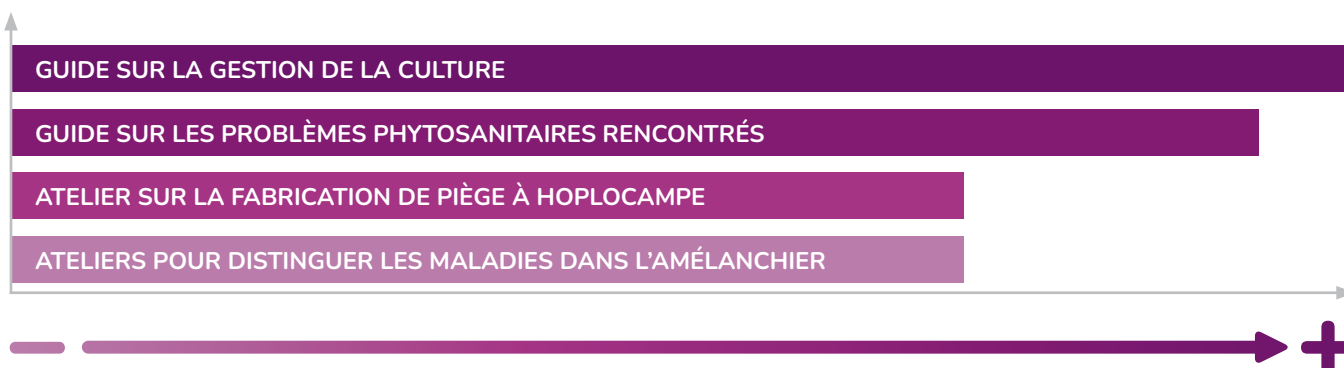 GUIDE SUR LA GESTION DE LA CULTURE
GUIDE SUR LES PROBLÈMES PHYTOSANITAIRES RENCONTRÉS
ATELIER SUR LA FABRICATION DE PIÈGE À HOPLOCAMPE
ATELIERS POUR DISTINGUER LES MALADIES DANS L’AMÉLANCHIER